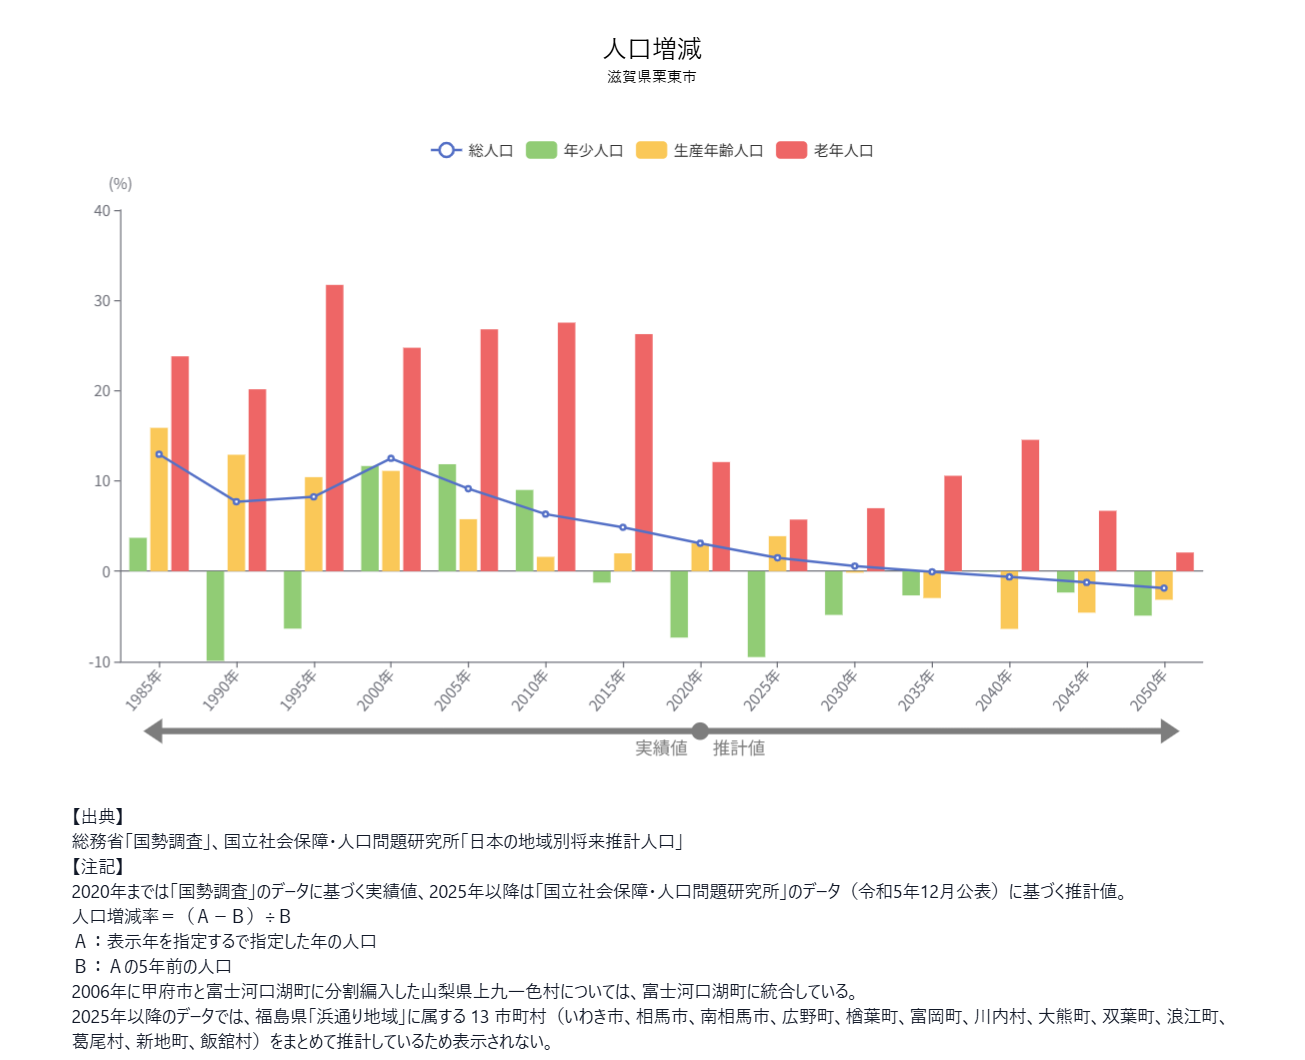 人口増減
滋賀県栗東市
総人口 年少人口 生産年齢人口 老年人口
(%)
40
30
20
10
0
-10
1985年 1990年 1995年 2000年 2005年 2010年 2015年 2020年 2025年 2030年 2035年 2040年 2045年 2050年
実績値 推計値
【出典】
総務省「国勢調査」、国立社会保障・人口問題研究所「日本の地域別将来推計人口」
【注記】
2020年までは「国勢調査」のデータに基づく実績値、2025年以降は「国立社会保障・人口問題研究所」のデータ（令和5年12月公表）に基づく推計値。
人口増減率＝（Ａ－Ｂ）÷Ｂ
Ａ：表示年を指定するで指定した年の人口
Ｂ：Ａの5年前の人口
2006年に甲府市と富士河口湖町に分割編入した山梨県上九一色村については、富士河口湖町に統合している。
2025年以降のデータでは、福島県「浜通り地域」に属する 13 市町村（いわき市、相馬市、南相馬市、広野町、楢葉町、富岡町、川内村、大熊町、双葉町、浪江町、
葛尾村、新地町、飯舘村）をまとめて推計しているため表示されない。